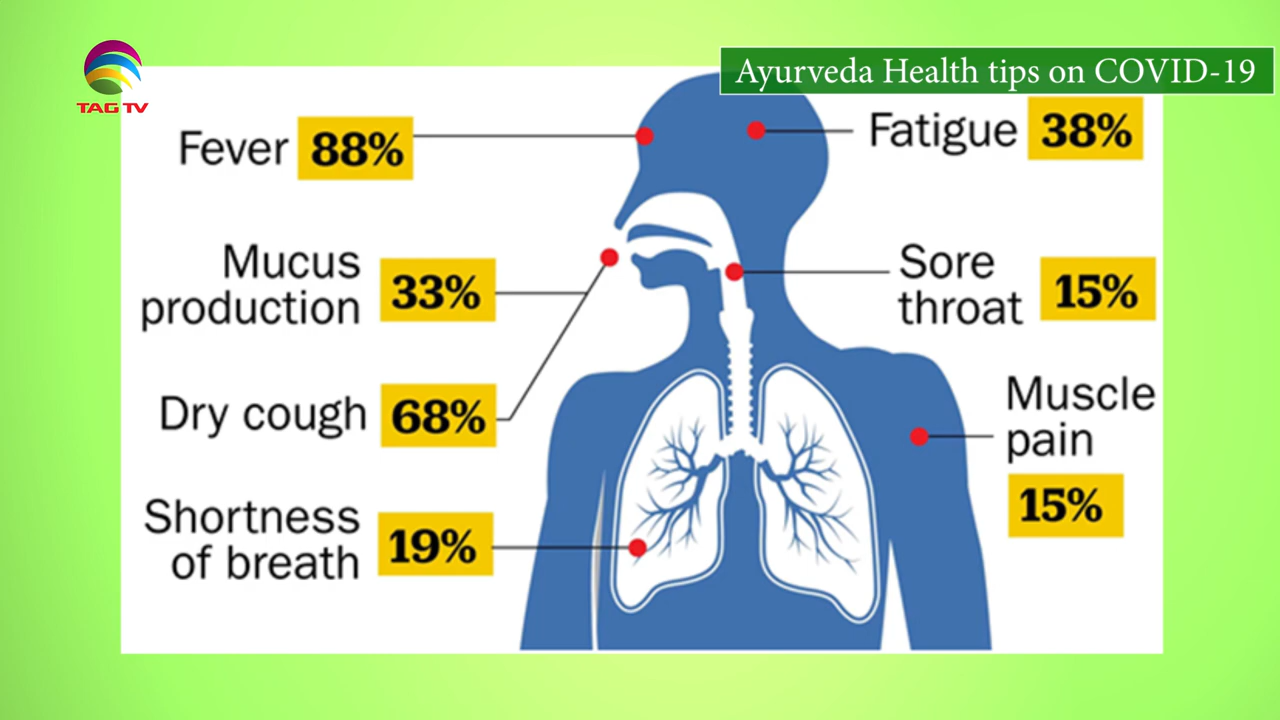 TAG TV
Ayurveda Health tips on COVID-19
Fever 88%
Fatigue 38%
Mucus
production 33%
Sore
throat 15%
Dry cough 68%
Muscle
pain
15%
Shortness
of breath 19%